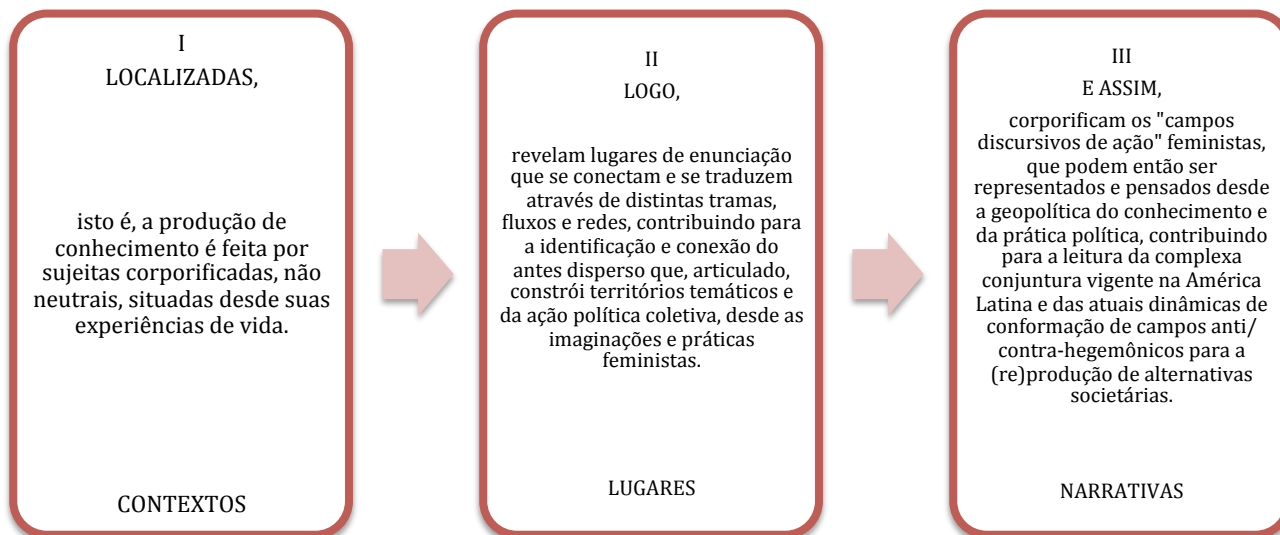 I
LOCALIZADAS,
isto é, a produção de
conhecimento é feita por
sujeitas corporificadas, não
neutrais, situadas desde suas
experiências de vida.
CONTEXTOS
II
LOGO,
revelam lugares de enunciação
que se conectam e se traduzem
através de distintas tramas,
fluxos e redes, contribuindo para
a identificação e conexão do
antes disperso que, articulado,
constrói territórios temáticos e
da ação política coletiva, desde as
imaginações e práticas
feministas.
LUGARES
III
E ASSIM,
corporificam os "campos
discursivos de ação" feministas,
que podem então ser
representados e pensados desde
a geopolítica do conhecimento e
da prática política, contribuindo
para a leitura da complexa
conjuntura vigente na América
Latina e das atuais dinâmicas de
conformação de campos anti/
contra-hegemônicos para a
(re)produção de alternativas
societárias.
NARRATIVAS